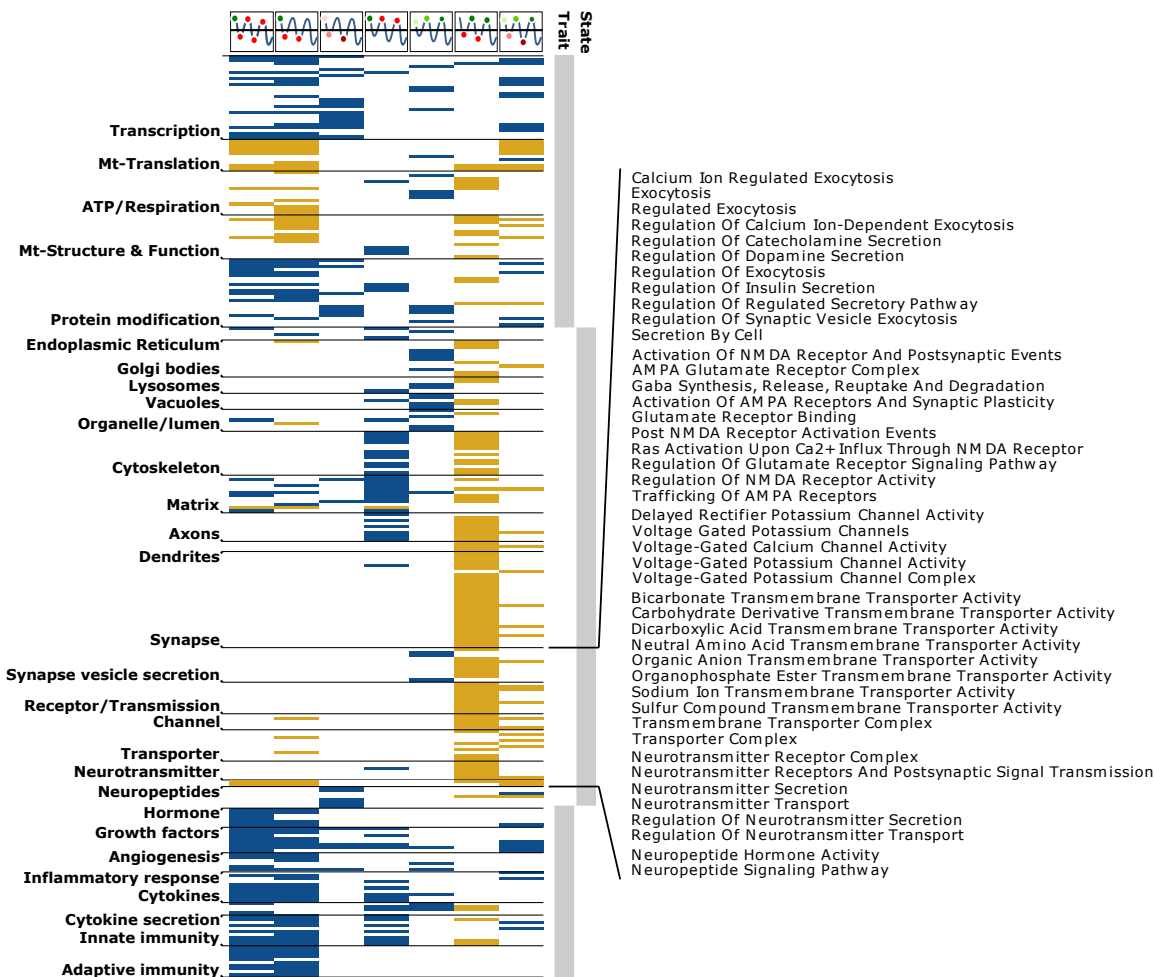 Trait
State
Transcription
Mt-Translation
ATP/Respiration
Mt-Structure & Function
Protein modification
Endoplasmic Reticulum
Golgi bodies
Lysosomes
Vacuoles
Organelle/lumen
Cytoskeleton
Matrix
Axons
Dendrites
Synapse
Synapse vesicle secretion
Receptor/Transmission
Channel
Transporter
Neurotransmitter
Neuropeptides
Hormone
Growth factors
Angiogenesis
Inflammatory response
Cytokines
Cytokine secretion
Innate immunity
Adaptive immunity
Calcium Ion Regulated Exocytosis
Exocytosis
Regulated Exocytosis
Regulation Of Calcium Ion-Dependent Exocytosis
Regulation Of Catecholamine Secretion
Regulation Of Dopamine Secretion
Regulation Of Exocytosis
Regulation Of Insulin Secretion
Regulation Of Regulated Secretory Pathway
Regulation Of Synaptic Vesicle Exocytosis
Secretion By Cell
Activation Of NMDA Receptor And Postsynaptic Events
AMPA Glutamate Receptor Complex
Gaba Synthesis, Release, Reuptake And Degradation
Activation Of AMPA Receptors And Synaptic Plasticity
Glutamate Receptor Binding
Post NMDA Receptor Activation Events
Ras Activation Upon Ca2+ Influx Through NMDA Receptor
Regulation Of Glutamate Receptor Signaling Pathway
Regulation Of NMDA Receptor Activity
Trafficking Of AMPA Receptors
Delayed Rectifier Potassium Channel Activity
Voltage Gated Potassium Channels
Voltage-Gated Calcium Channel Activity
Voltage-Gated Potassium Channel Activity
Voltage-Gated Potassium Channel Complex
Bicarbonate Transmembrane Transporter Activity
Carbohydrate Derivative Transmembrane Transporter Activity
Dicarboxylic Acid Transmembrane Transporter Activity
Neutral Amino Acid Transmembrane Transporter Activity
Organic Anion Transmembrane Transporter Activity
Organophosphate Ester Transmembrane Transporter Activity
Sodium Ion Transmembrane Transporter Activity
Sulfur Compound Transmembrane Transporter Activity
Transmembrane Transporter Complex
Transporter Complex
Neurotransmitter Receptor Complex
Neurotransmitter Receptors And Postsynaptic Signal Transmission
Neurotransmitter Secretion
Neurotransmitter Transport
Regulation Of Neurotransmitter Secretion
Regulation Of Neurotransmitter Transport
Neuropeptide Hormone Activity
Neuropeptide Signaling Pathway